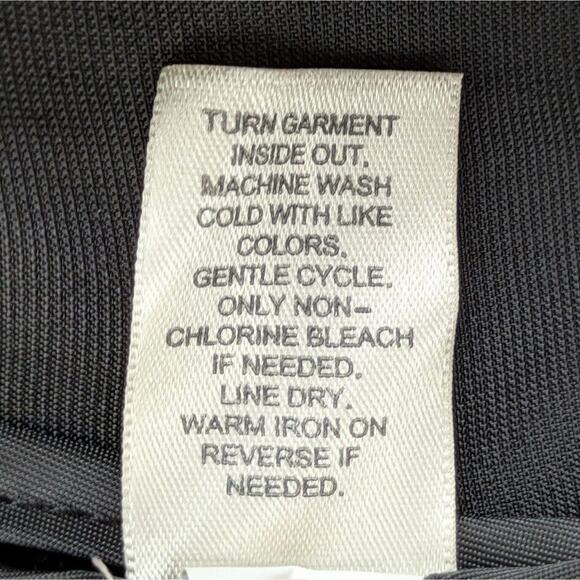 TURN GARMENT
INSIDE OUT.
MACHINE WASH
COLD WITH LIKE
COLORS.
GENTLE CYCLE.
ONLY NON-
CHLORINE BLEACH
IF NEEDED.
LINE DRY.
WARM IRON ON
REVERSE IF
NEEDED.